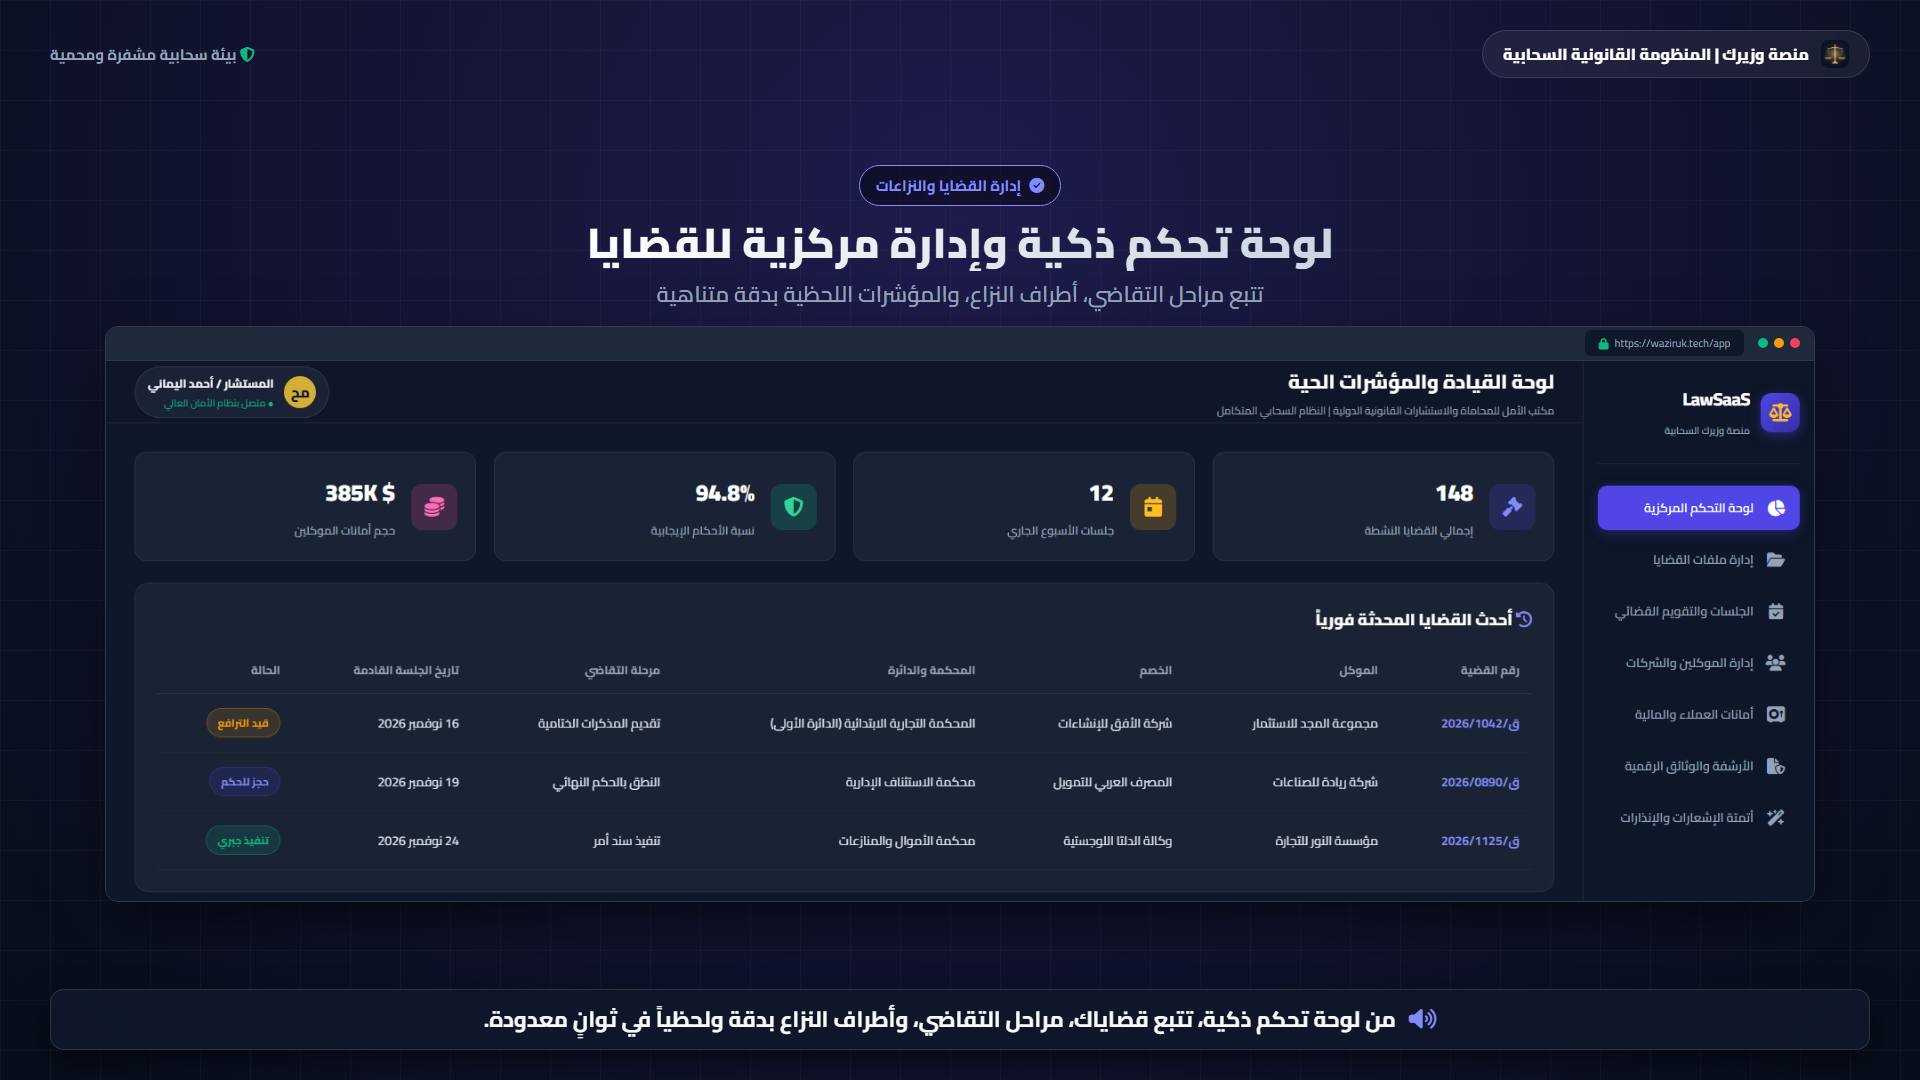 منصة وزيرك | المنظومة القانونية السحابية
بيئة سحابية مشفرة ومحمية
إدارة القضايا والنزاعات
لوحة تحكم ذكية وإدارة مركزية للقضايا
تتبع مراحل التقاضي، أطراف النزاع، والمؤشرات اللحظية بدقة متناهية
https://waziruk.tech/app
LawSaaS
منصة وزيرك السحابية
لوحة التحكم المركزية
إدارة ملفات القضايا
الجلسات والتقويم القضائي
إدارة الموكلين والشركات
أمانات العملاء والمالية
الأرشفة والوثائق الرقمية
أتمتة الإشعارات والإنذارات
لوحة القيادة والمؤشرات الحية
مكتب الأمل للمحاماة والاستشارات القانونية الدولية | النظام السحابي المتكامل
مح
المستشار / أحمد اليماني
● متصل بنظام الأمان العالي
148
إجمالي القضايا النشطة
12
جلسات الأسبوع الجاري
94.8%
نسبة الأحكام الإيجابية
385K $
حجم أمانات الموكلين
أحدث القضايا المحدثة فورياً
رقم القضية الموكل الخصم المحكمة والدائرة مرحلة التقاضي تاريخ الجلسة القادمة الحالة
ق/2026/1042 مجموعة المجد للاستثمار شركة الأفق للإنشاءات المحكمة التجارية الابتدائية (الدائرة الأولى) تقديم المذكرات الختامية 16 نوفمبر 2026 قيد الترافع
ق/2026/0890 شركة ريادة للصناعات المصرف العربي للتمويل محكمة الاستئناف الإدارية النطق بالحكم النهائي 19 نوفمبر 2026 حجز للحكم
ق/2026/1125 مؤسسة النور للتجارة وكالة الدلتا اللوجستية محكمة الأموال والمنازعات تنفيذ سند أمر 24 نوفمبر 2026 تنفيذ جبري
من لوحة تحكم ذكية، تتبع قضاياك، مراحل التقاضي، وأطراف النزاع بدقة ولحظياً في ثوانٍ معدودة.